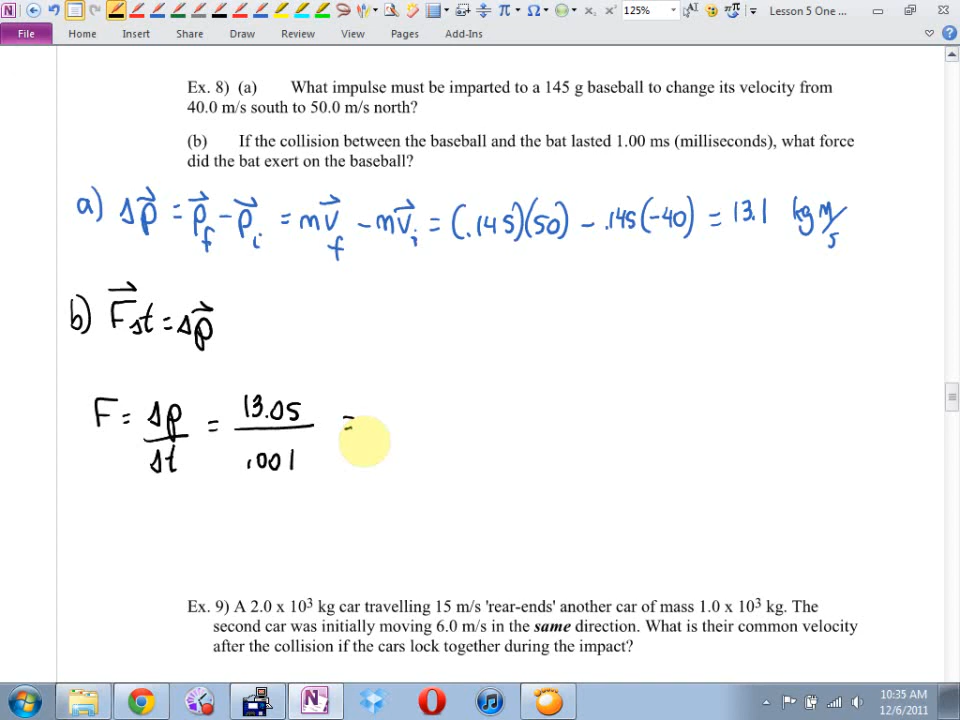 125%
Lesson 5 One ...
File Home Insert Share Draw Review View Pages Add-Ins
Ex. 8) (a) What impulse must be imparted to a 145 g baseball to change its velocity from
40.0 m/s south to 50.0 m/s north?
(b) If the collision between the baseball and the bat lasted 1.00 ms (milliseconds), what force
did the bat exert on the baseball?
a) Δp⃗ = p⃗f - p⃗i = mv⃗f - mv⃗i = (.145)(50) - .145(-40) = 13.1 kg m/s
b) F⃗Δt = Δp⃗
F = Δp/Δt = 13.05/.001 =
Ex. 9) A 2.0 x 10³ kg car travelling 15 m/s 'rear-ends' another car of mass 1.0 x 10³ kg. The
second car was initially moving 6.0 m/s in the same direction. What is their common velocity
after the collision if the cars lock together during the impact?
10:35 AM
12/6/2011